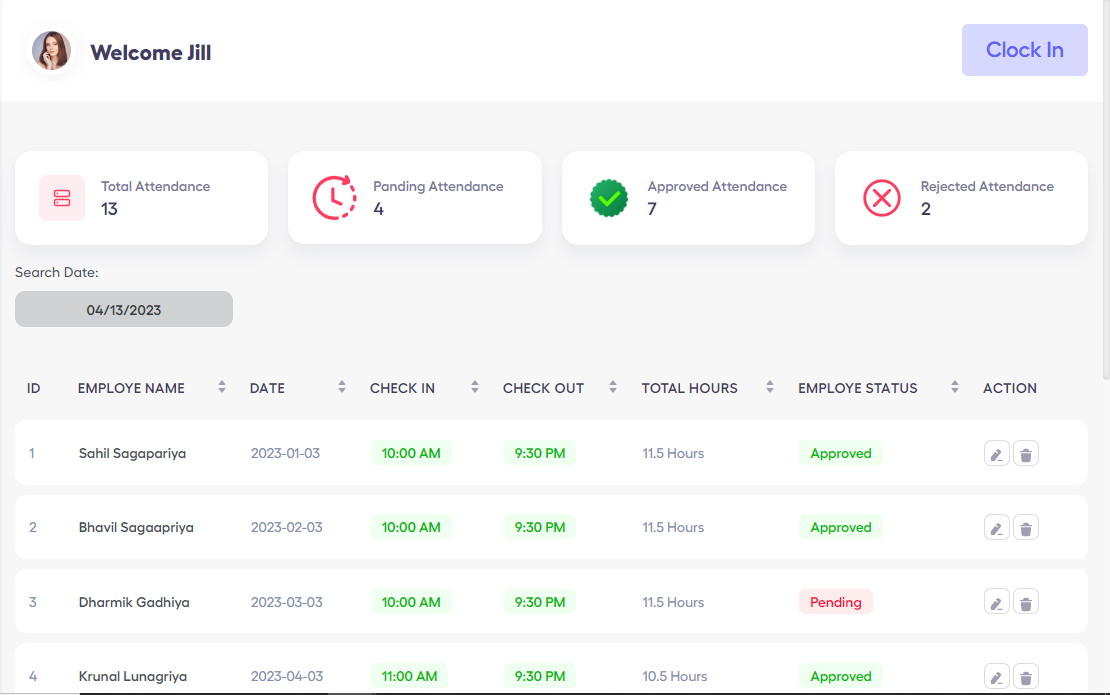 Welcome Jill
Clock In
Total Attendance
13
Panding Attendance
4
Approved Attendance
7
Rejected Attendance
2
Search Date:
04/13/2023
ID EMPLOYE NAME DATE CHECK IN CHECK OUT TOTAL HOURS EMPLOYE STATUS ACTION
1 Sahil Sagapariya 2023-01-03 10:00 AM 9:30 PM 11.5 Hours Approved
2 Bhavil Sagaapriya 2023-02-03 10:00 AM 9:30 PM 11.5 Hours Approved
3 Dharmik Gadhiya 2023-03-03 10:00 AM 9:30 PM 11.5 Hours Pending
4 Krunal Lunagriya 2023-04-03 11:00 AM 9:30 PM 10.5 Hours Approved